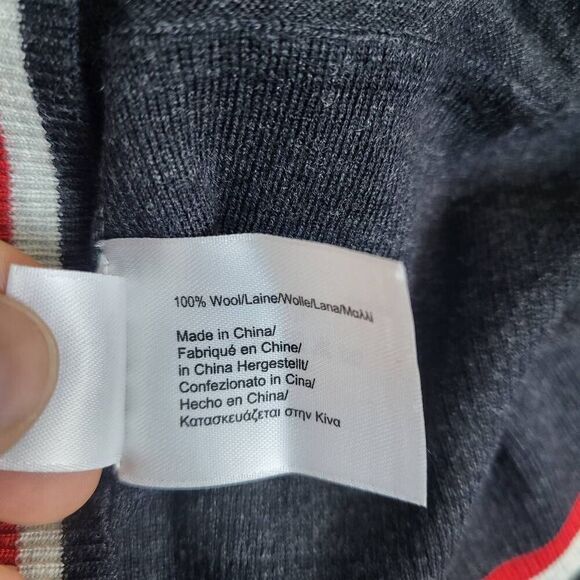 100% Wool/Laine/Wolle/Lana/Μαλλί
Made in China/
Fabriqué en Chine/
in China Hergestellt/
Confezionato in Cina/
Hecho en China/
Κατασκευάζεται στην Κίνα